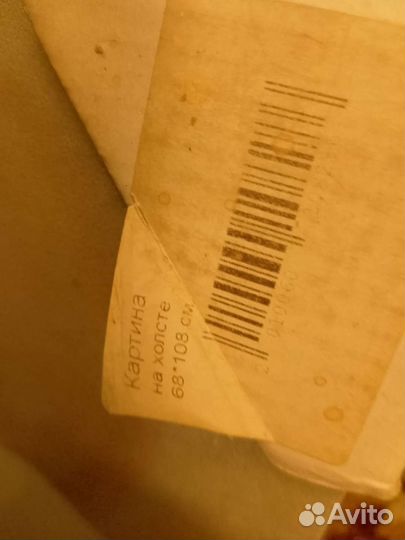 Картина
на холсте
68*108 см
Avito